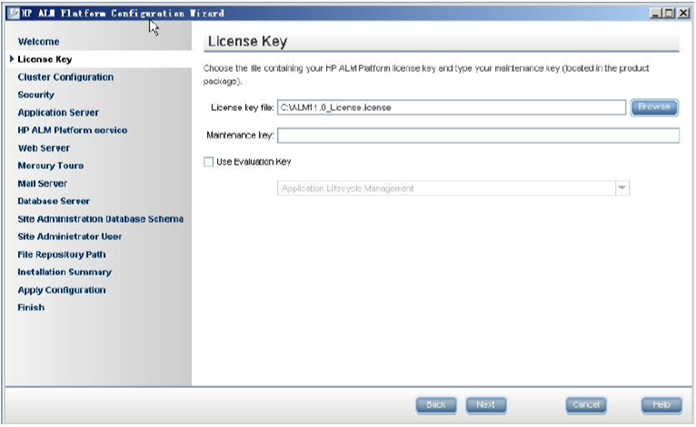 HP ALM Platform Configuration Wizard
Welcome
License Key
Cluster Configuration
Security
Application Server
HP ALM Platform service
Web Server
Mercury Tours
Mail Server
Database Server
Site Administration Database Schema
Site Administrator User
File Repository Path
Installation Summary
Apply Configuration
Finish
License Key
Choose the file containing your HP ALM Platform license key and type your maintenance key (located in the product
package).
License key file: C:\ALM11.0_License.license Browse
Maintenance key:
Use Evaluation Key
Application Lifecycle Management
Back Next Cancel Help